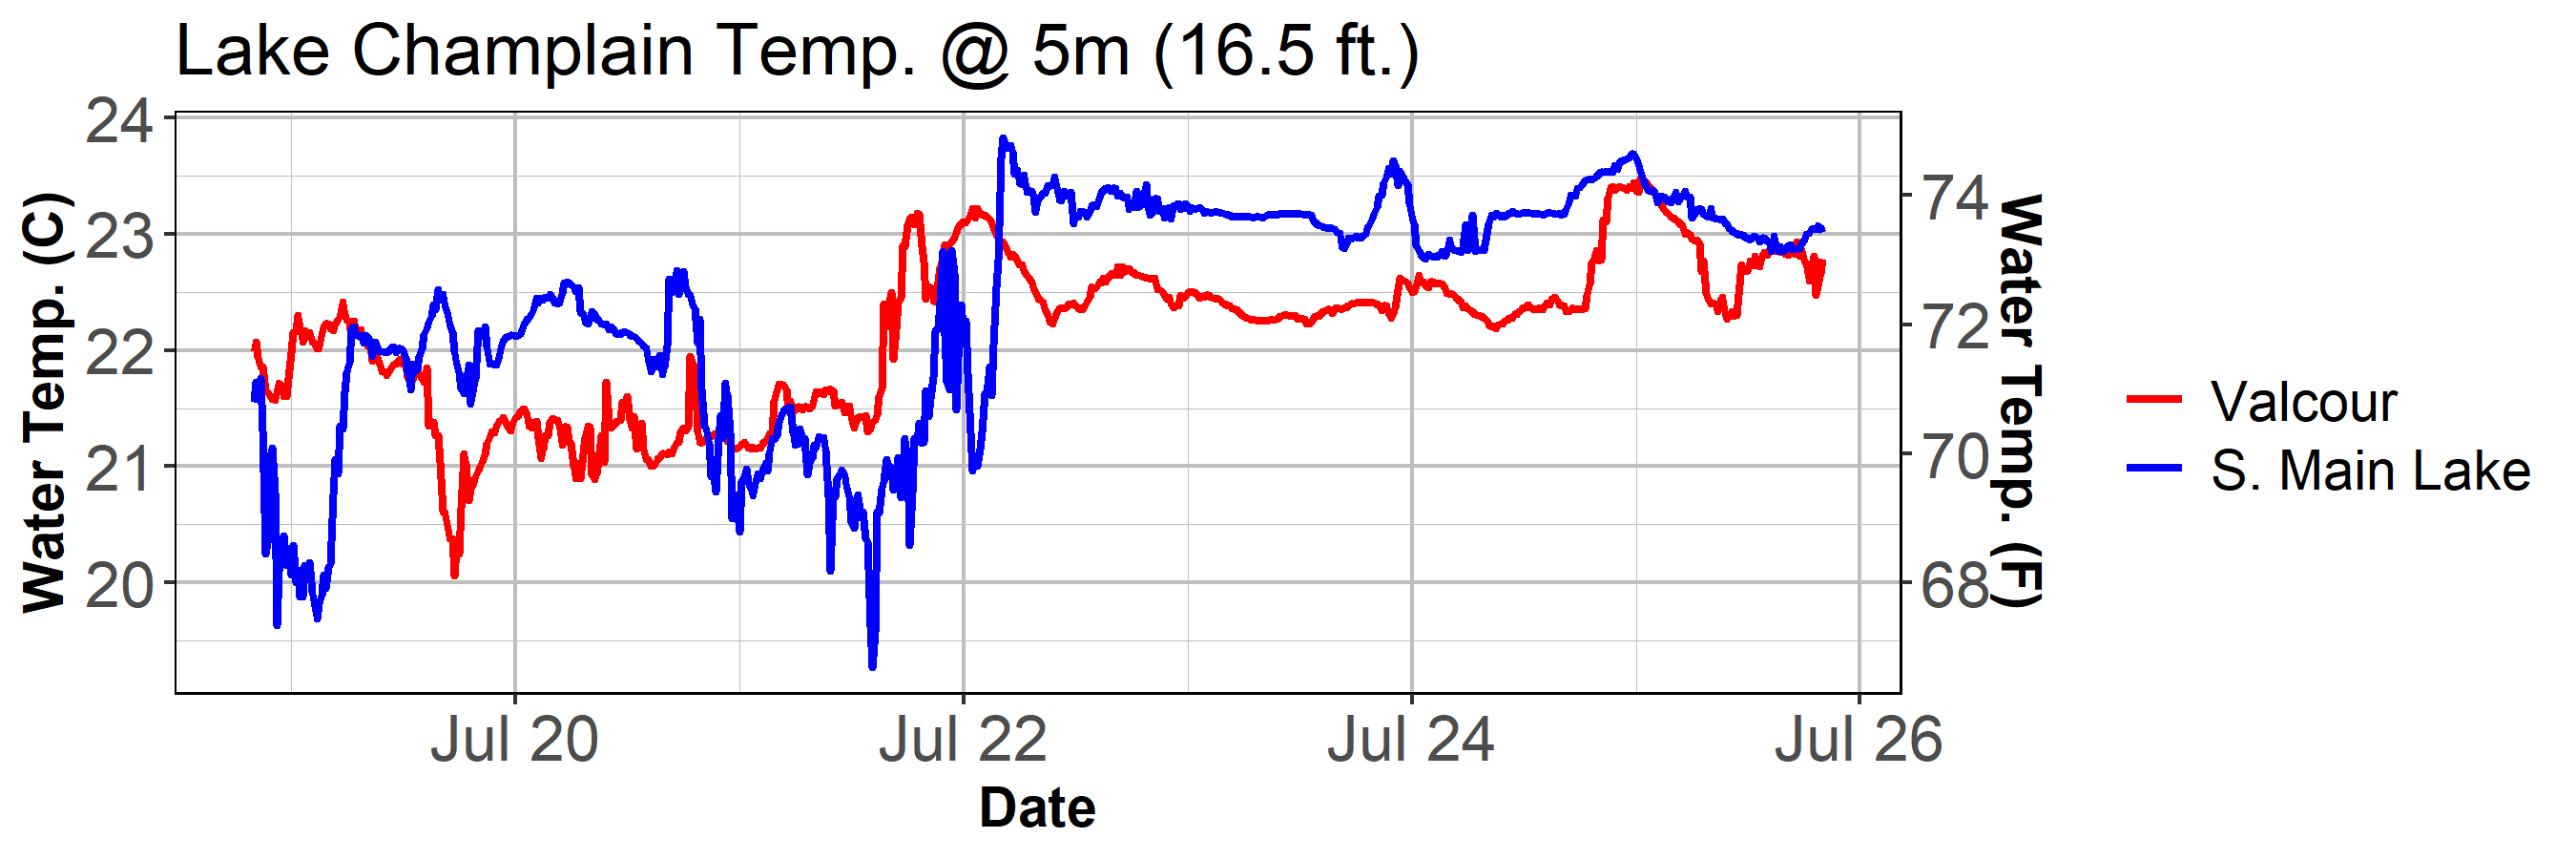 Lake Champlain Temp. @ 5m (16.5 ft.)
Water Temp. (C)
24
23
22
21
20
74
72
70
68
Water Temp. (F)
Jul 20
Jul 22
Jul 24
Jul 26
Date
Valcour
S. Main Lake